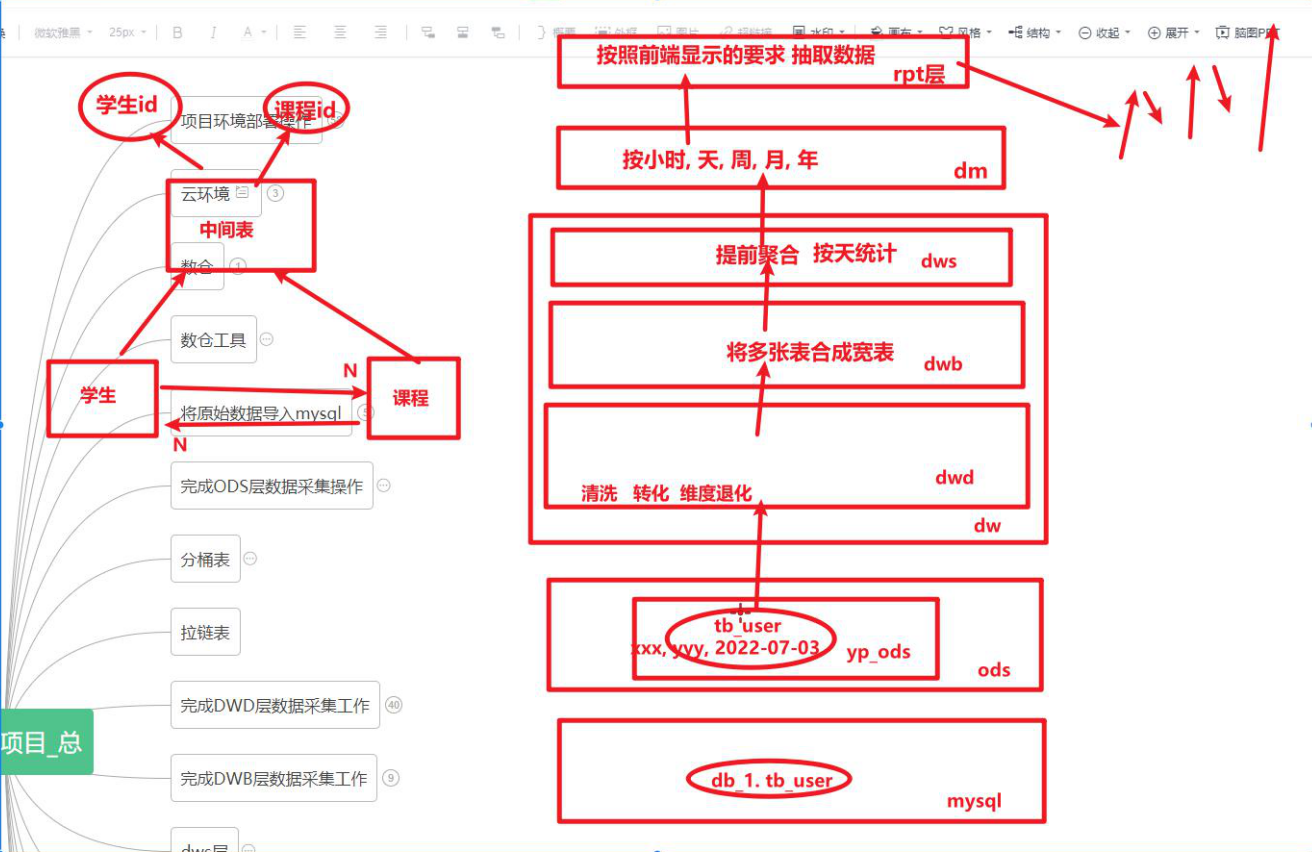 微软雅黑
25px
B
I
A
概要
外框
图片
超链接
水印
画布
风格
结构
收起
展开
脑图PPT
按照前端显示的要求 抽取数据
rpt层
学生id
课程id
项目环境部署操作
按小时, 天, 周, 月, 年
dm
云环境
3
中间表
数仓
1
提前聚合 按天统计
dws
数仓工具
将多张表合成宽表
dwb
学生
N
课程
将原始数据导入mysql
N
完成ODS层数据采集操作
dwd
清洗 转化 维度退化
dw
分桶表
拉链表
tb_user
xxx, yyy, 2022-07-03
yp_ods
ods
完成DWD层数据采集工作
40
项目_总
完成DWB层数据采集工作
9
db_1. tb_user
mysql
dws层